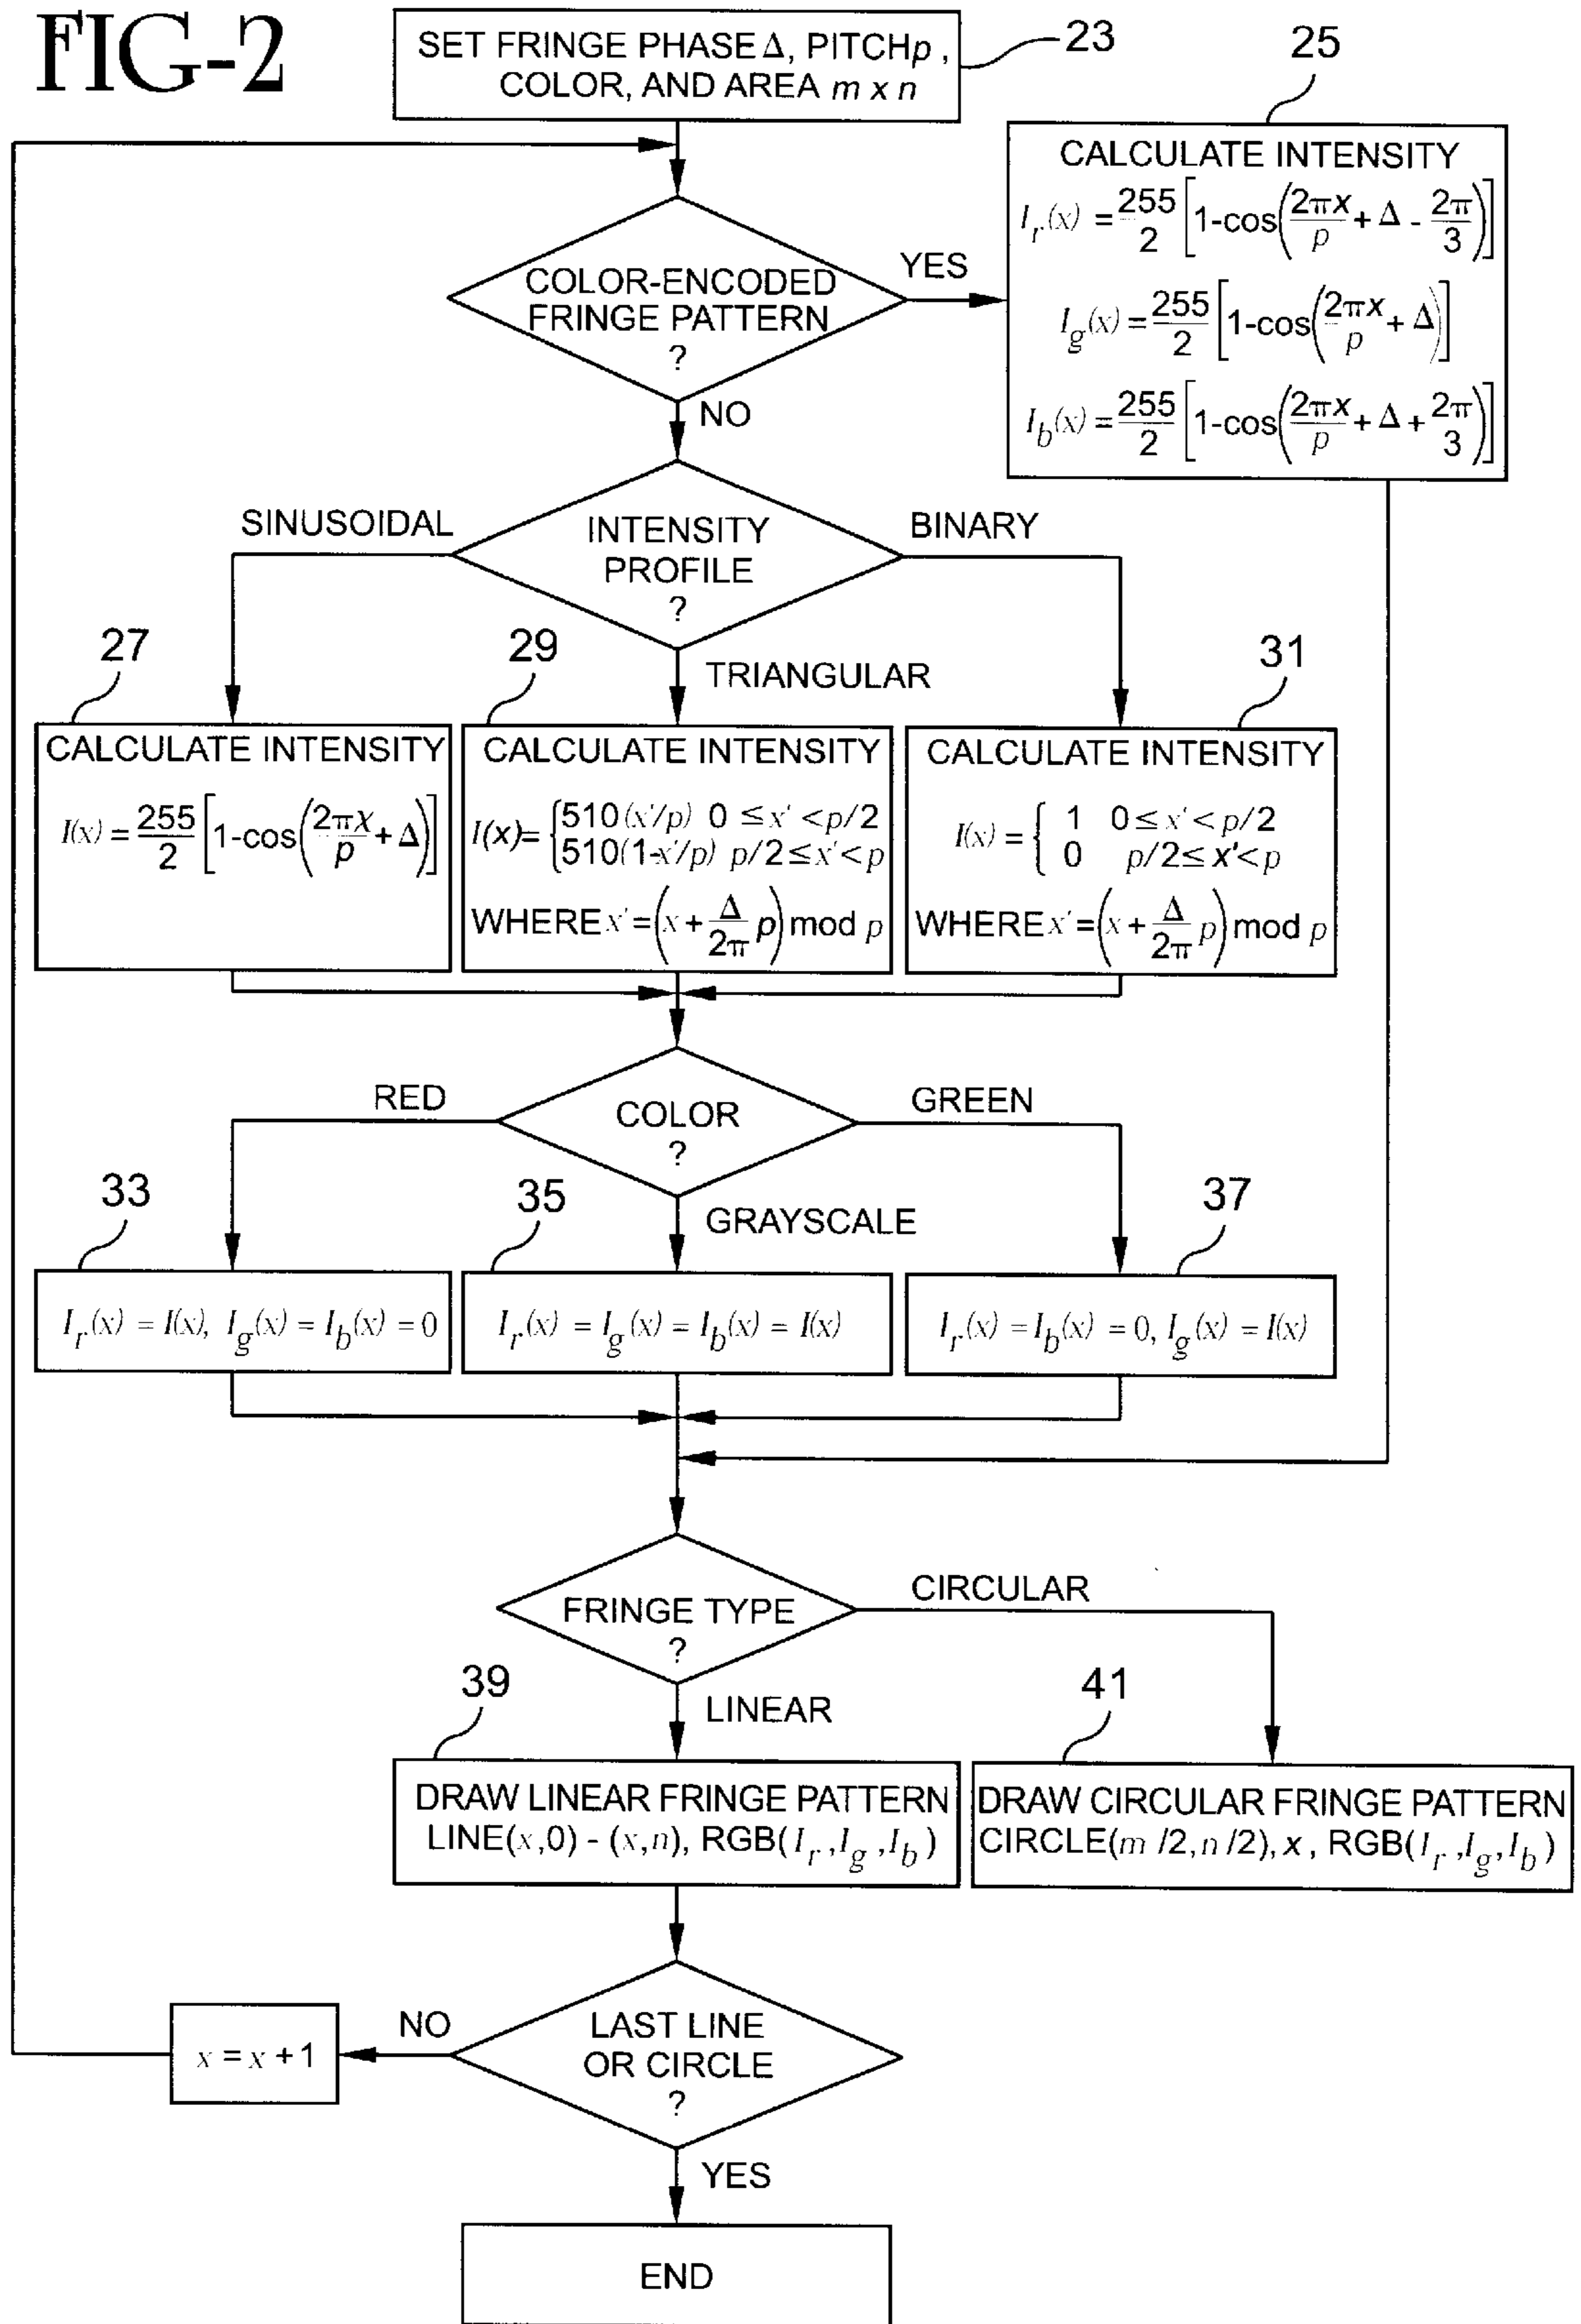 FIG-2
SET FRINGE PHASE Δ, PITCH p,
COLOR, AND AREA m x n
23
25
CALCULATE INTENSITY
I_r(x) = 255/2 [1-cos(2πx/p + Δ - 2π/3)]
I_g(x) = 255/2 [1-cos(2πx/p + Δ)]
I_b(x) = 255/2 [1-cos(2πx/p + Δ + 2π/3)]
COLOR-ENCODED
FRINGE PATTERN
?
YES
NO
SINUSOIDAL
INTENSITY
PROFILE
?
BINARY
TRIANGULAR
27
CALCULATE INTENSITY
I(x) = 255/2 [1-cos(2πx/p + Δ)]
29
CALCULATE INTENSITY
I(x)= {510(x'/p) 0 ≤ x' < p/2
510(1-x'/p) p/2 ≤ x' < p
WHERE x' = (x + Δ/2π p) mod p
31
CALCULATE INTENSITY
I(x) = { 1 0 ≤ x' < p/2
0 p/2 ≤ x' < p
WHERE x' = (x + Δ/2π p) mod p
RED
COLOR
?
GREEN
GRAYSCALE
33
I_r(x) = I(x), I_g(x) = I_b(x) = 0
35
I_r(x) = I_g(x) = I_b(x) = I(x)
37
I_r(x) = I_b(x) = 0, I_g(x) = I(x)
FRINGE TYPE
?
CIRCULAR
LINEAR
39
DRAW LINEAR FRINGE PATTERN
LINE(x,0) - (x,n), RGB(I_r,I_g,I_b)
41
DRAW CIRCULAR FRINGE PATTERN
CIRCLE(m/2,n/2), x, RGB(I_r,I_g,I_b)
LAST LINE
OR CIRCLE
?
NO
x = x + 1
YES
END